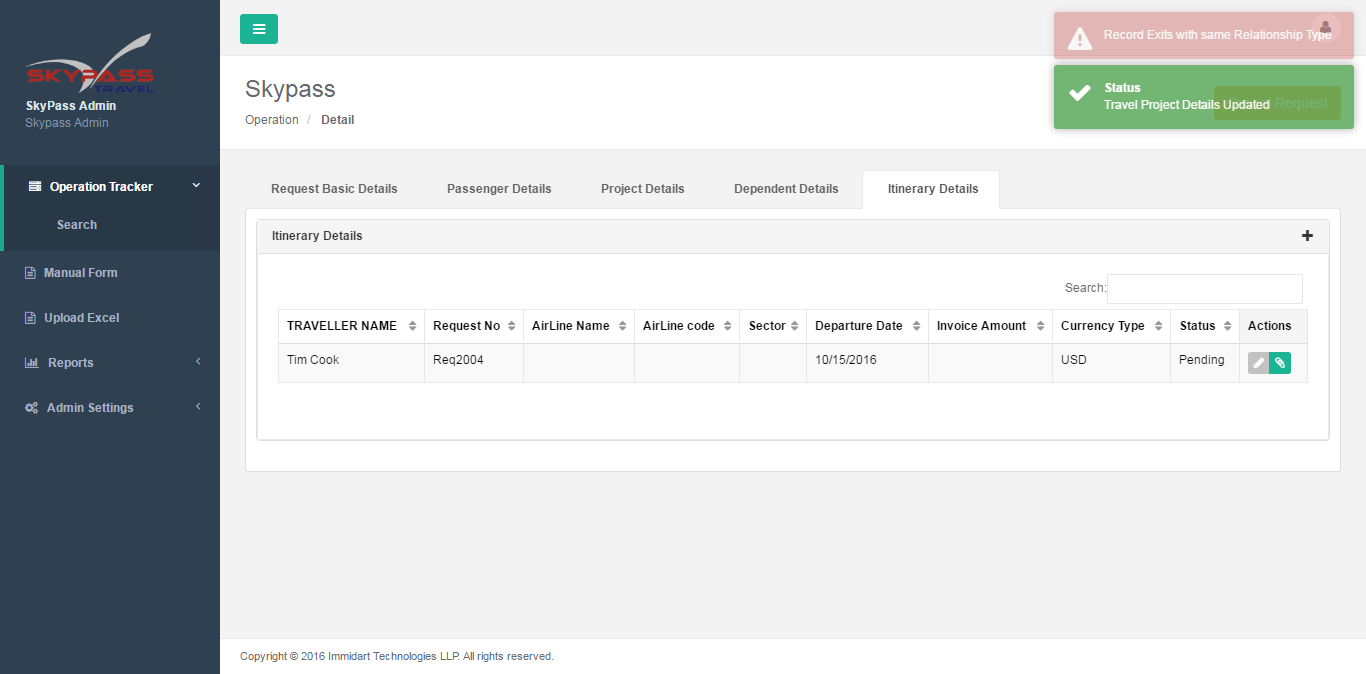 SKYPASS
TRAVEL
SkyPass Admin
Skypass Admin
Operation Tracker
Search
Manual Form
Upload Excel
Reports
Admin Settings
Record Exits with same Relationship Type
Status
Travel Project Details Updated
Request
Skypass
Operation / Detail
Request Basic Details Passenger Details Project Details Dependent Details Itinerary Details
Itinerary Details
Search:
TRAVELLER NAME Request No AirLine Name AirLine code Sector Departure Date Invoice Amount Currency Type Status Actions
Tim Cook Req2004 10/15/2016 USD Pending
Copyright © 2016 Immidart Technologies LLP. All rights reserved.